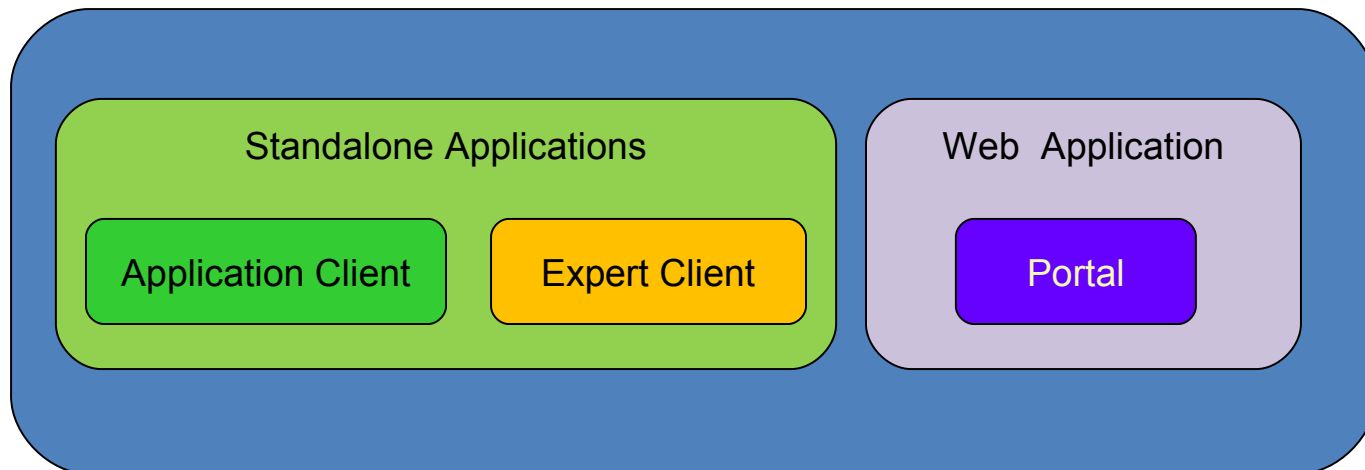 Standalone Applications
Web Application
Application Client
Expert Client
Portal